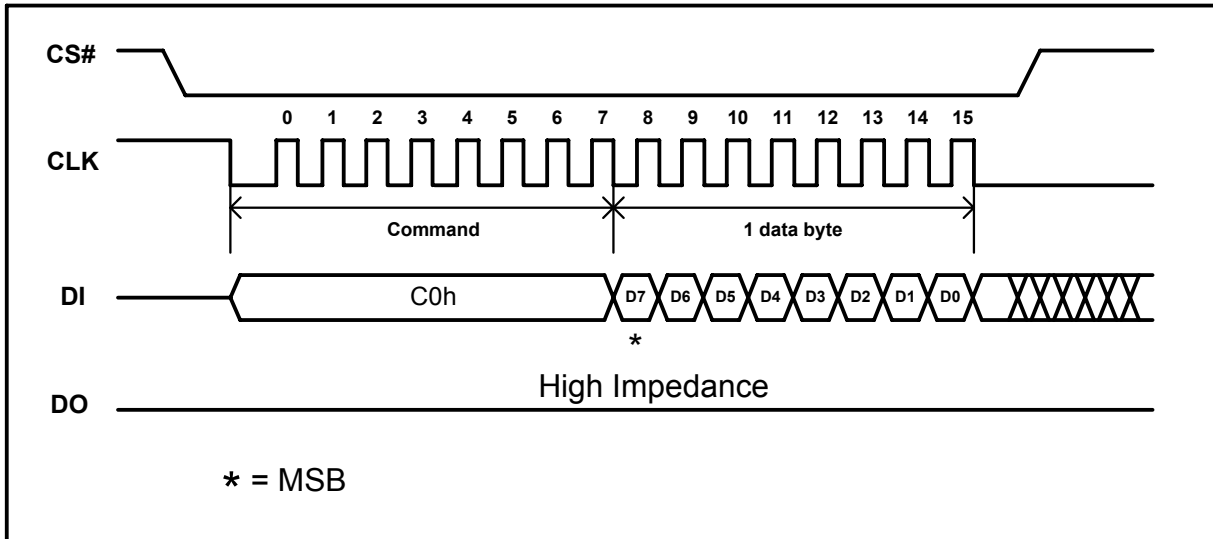 CS#
0 1 2 3 4 5 6 7 8 9 10 11 12 13 14 15
CLK
Command 1 data byte
DI C0h D7 D6 D5 D4 D3 D2 D1 D0
*
High Impedance
DO
* = MSB